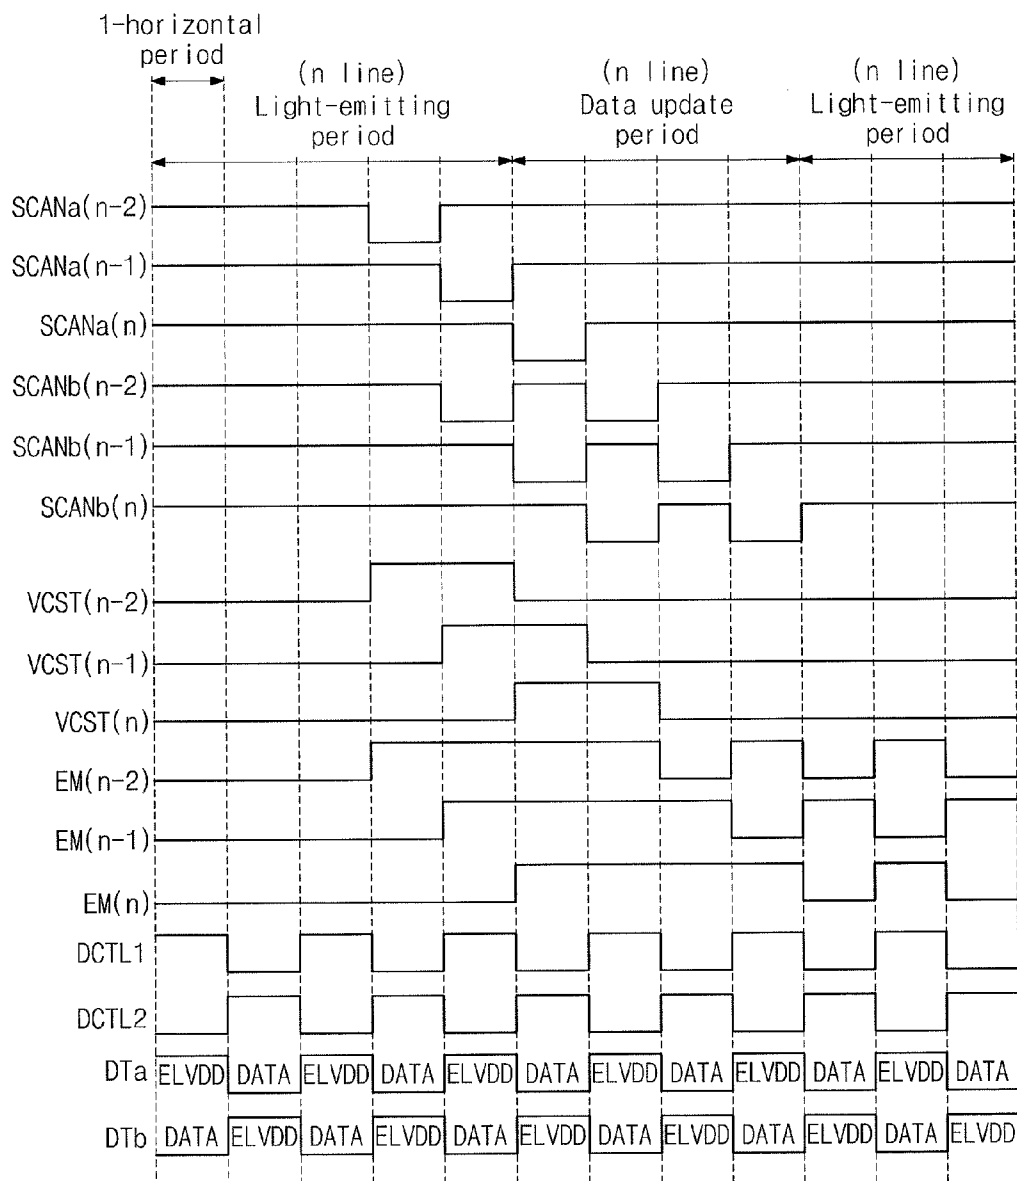 1-horizontal
period
(n line)
Light-emitting
period
(n line)
Data update
period
(n line)
Light-emitting
period
SCANa(n-2)
SCANa(n-1)
SCANa(n)
SCANb(n-2)
SCANb(n-1)
SCANb(n)
VCST(n-2)
VCST(n-1)
VCST(n)
EM(n-2)
EM(n-1)
EM(n)
DCTL1
DCTL2
DTa ELVDD DATA ELVDD DATA ELVDD DATA ELVDD DATA ELVDD DATA ELVDD DATA
DTb DATA ELVDD DATA ELVDD DATA ELVDD DATA ELVDD DATA ELVDD DATA ELVDD